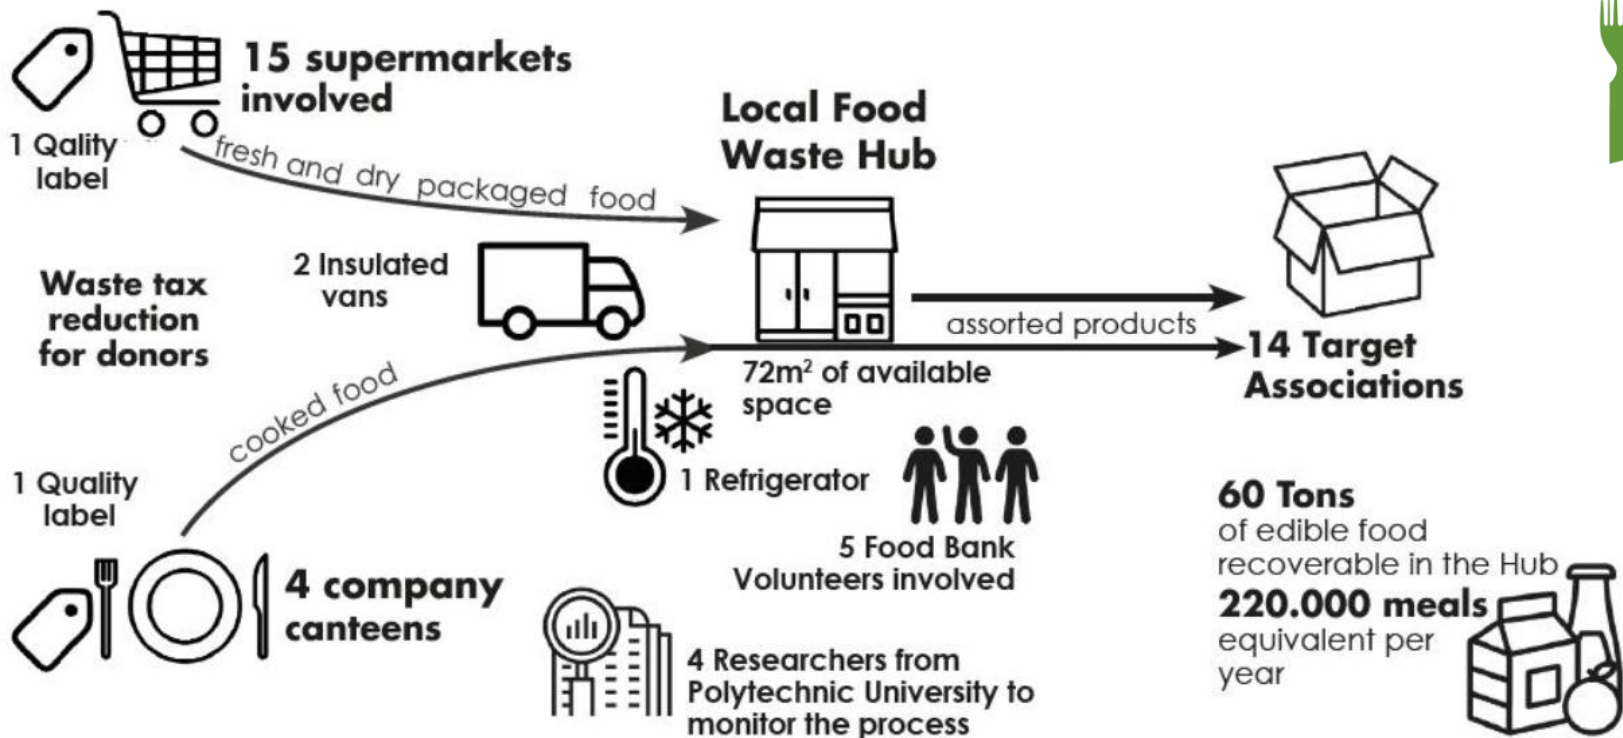 15 supermarkets
involved
1 Qality
label
fresh and dry packaged food
Local Food
Waste Hub
Waste tax
reduction
for donors
2 Insulated
vans
assorted products
14 Target
Associations
cooked food
72m² of available
space
1 Refrigerator
1 Quality
label
4 company
canteens
5 Food Bank
Volunteers involved
4 Researchers from
Polytechnic University to
monitor the process
60 Tons
of edible food
recoverable in the Hub
220.000 meals
equivalent per
year